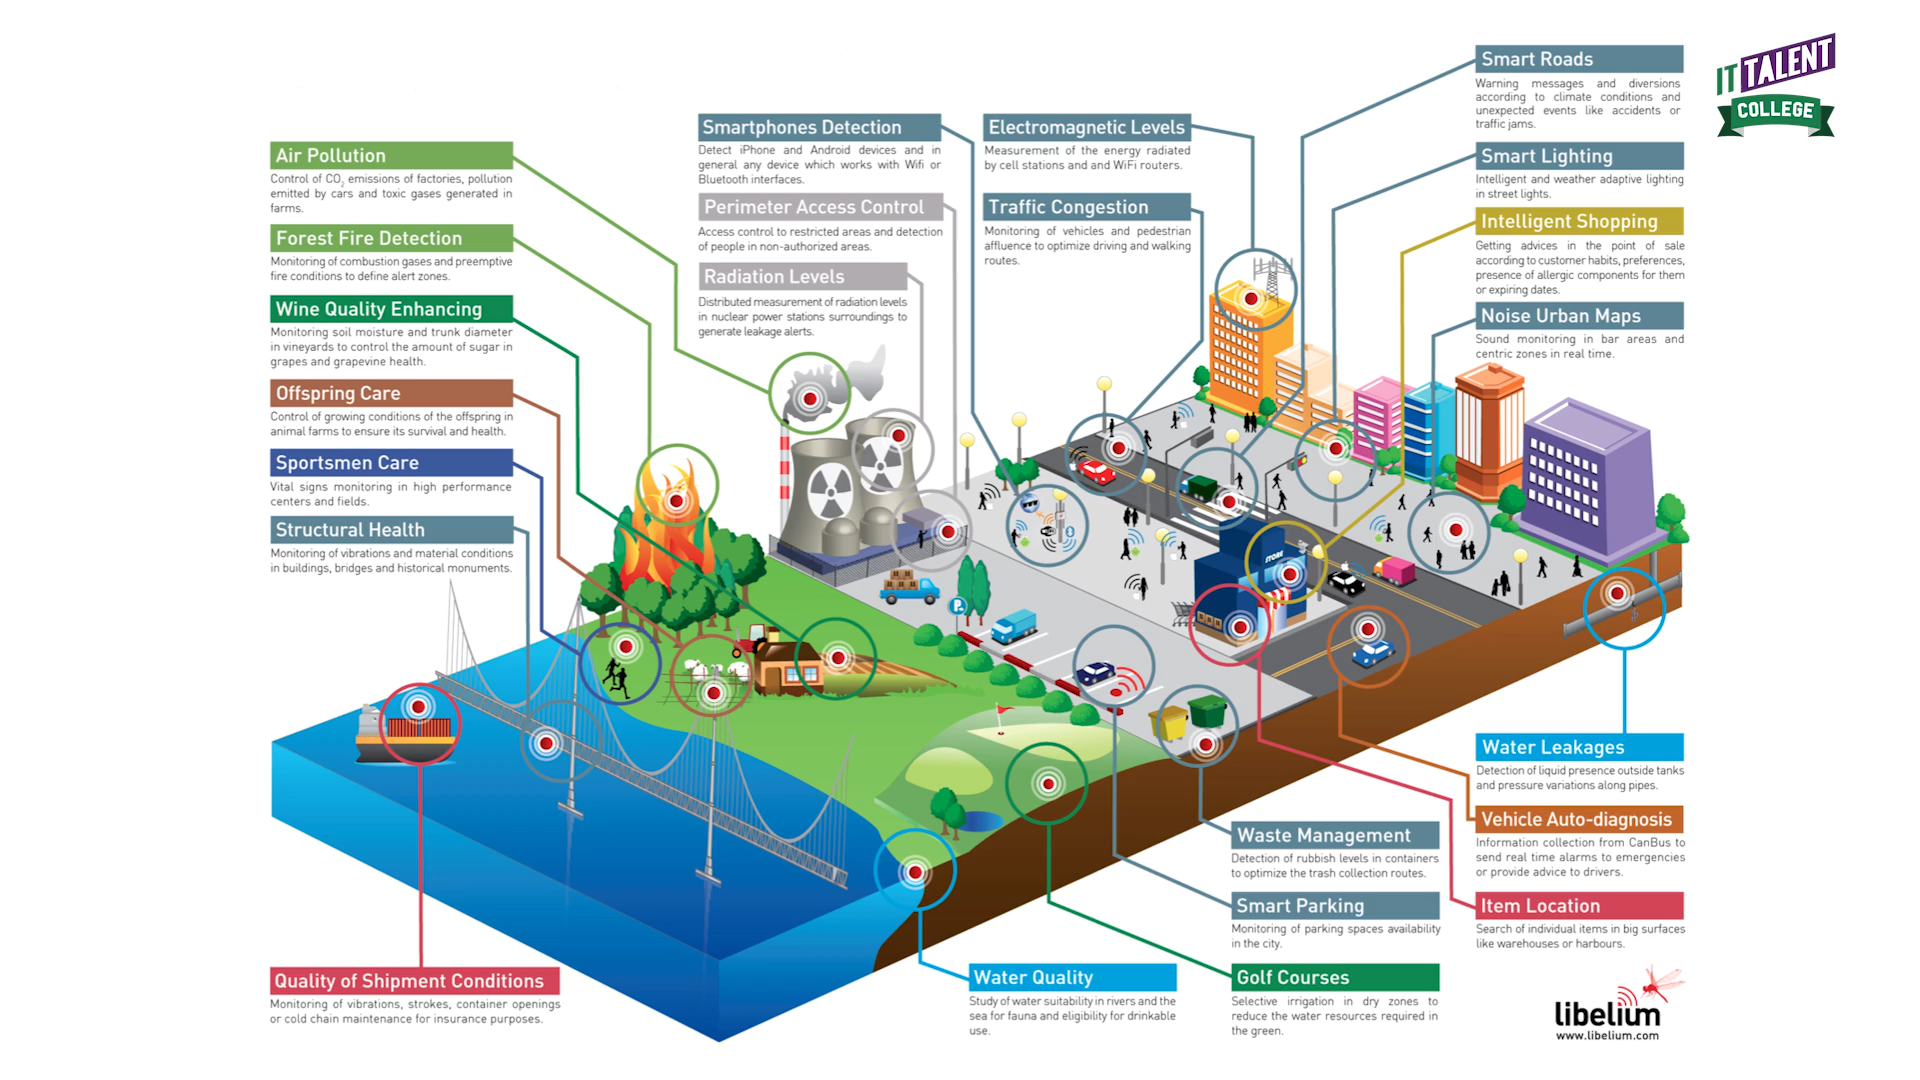 IT TALENT
COLLEGE
Air Pollution
Control of CO₂ emissions of factories, pollution
emitted by cars and toxic gases generated in
farms.
Forest Fire Detection
Monitoring of combustion gases and preemptive
fire conditions to define alert zones.
Wine Quality Enhancing
Monitoring soil moisture and trunk diameter
in vineyards to control the amount of sugar in
grapes and grapevine health.
Offspring Care
Control of growing conditions of the offspring in
animal farms to ensure its survival and health.
Sportsmen Care
Vital signs monitoring in high performance
centers and fields.
Structural Health
Monitoring of vibrations and material conditions
in buildings, bridges and historical monuments.
Quality of Shipment Conditions
Monitoring of vibrations, strokes, container openings
or cold chain maintenance for insurance purposes.
Smartphones Detection
Detect iPhone and Android devices and in
general any device which works with Wifi or
Bluetooth interfaces.
Perimeter Access Control
Access control to restricted areas and detection
of people in non-authorized areas.
Radiation Levels
Distributed measurement of radiation levels
in nuclear power stations surroundings to
generate leakage alerts.
Electromagnetic Levels
Measurement of the energy radiated
by cell stations and and WiFi routers.
Traffic Congestion
Monitoring of vehicles and pedestrian
affluence to optimize driving and walking
routes.
Smart Roads
Warning messages and diversions
according to climate conditions and
unexpected events like accidents or
traffic jams.
Smart Lighting
Intelligent and weather adaptive lighting
in street lights.
Intelligent Shopping
Getting advices in the point of sale
according to customer habits, preferences,
presence of allergic components for them
or expiring dates.
Noise Urban Maps
Sound monitoring in bar areas and
centric zones in real time.
STORE
P
Water Leakages
Detection of liquid presence outside tanks
and pressure variations along pipes.
Vehicle Auto-diagnosis
Information collection from CanBus to
send real time alarms to emergencies
or provide advice to drivers.
Item Location
Search of individual items in big surfaces
like warehouses or harbours.
Waste Management
Detection of rubbish levels in containers
to optimize the trash collection routes.
Smart Parking
Monitoring of parking spaces availability
in the city.
Golf Courses
Selective irrigation in dry zones to
reduce the water resources required in
the green.
Water Quality
Study of water suitability in rivers and the
sea for fauna and eligibility for drinkable
use.
libelium
www.libelium.com